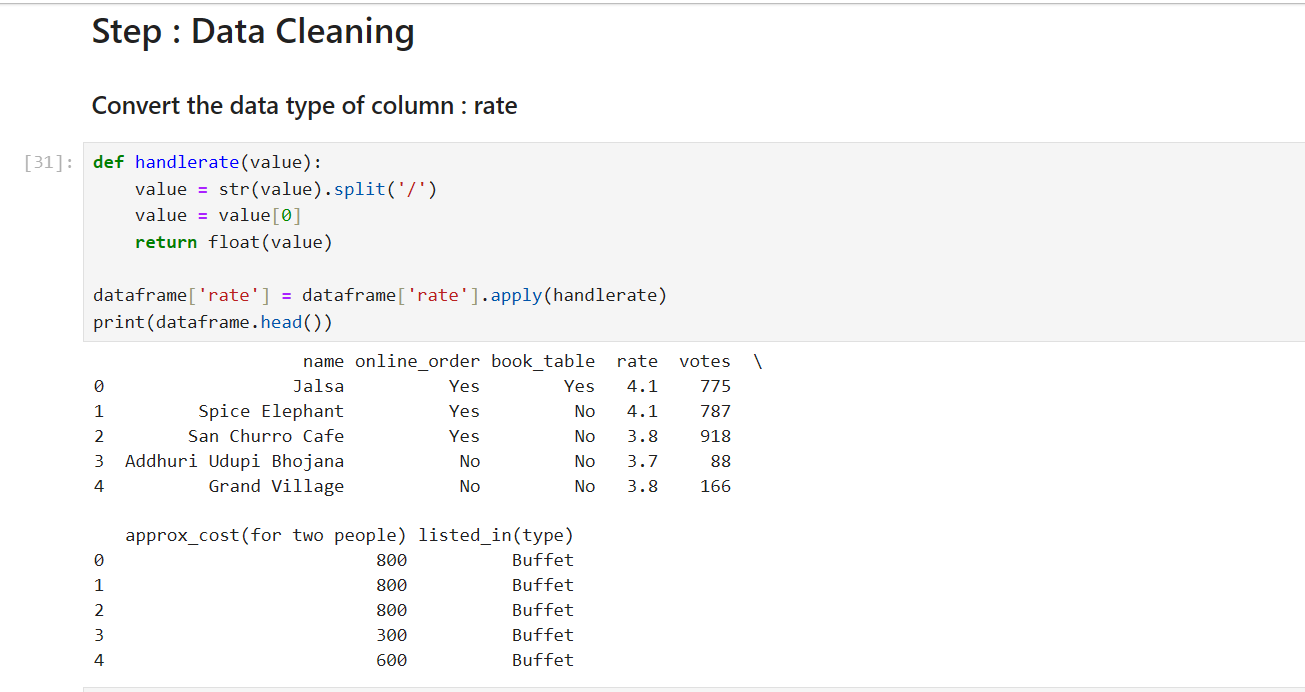 Step : Data Cleaning
Convert the data type of column : rate
[31]:
def handlerate(value):
    value = str(value).split('/')
    value = value[0]
    return float(value)

dataframe['rate'] = dataframe['rate'].apply(handlerate)
print(dataframe.head())
                    name online_order book_table  rate  votes  \
0                  Jalsa          Yes        Yes   4.1    775
1         Spice Elephant          Yes         No   4.1    787
2        San Churro Cafe          Yes         No   3.8    918
3  Addhuri Udupi Bhojana           No         No   3.7     88
4          Grand Village           No         No   3.8    166

   approx_cost(for two people) listed_in(type)
0                          800          Buffet
1                          800          Buffet
2                          800          Buffet
3                          300          Buffet
4                          600          Buffet